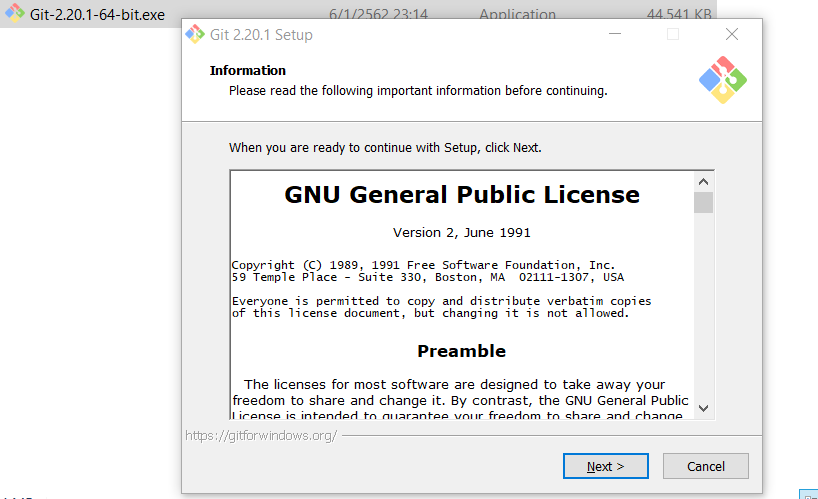 Git-2.20.1-64-bit.exe 6/1/2562 23:14 Application 44,541 KB
Git 2.20.1 Setup
Information
Please read the following important information before continuing.
When you are ready to continue with Setup, click Next.
GNU General Public License
Version 2, June 1991
Copyright (C) 1989, 1991 Free Software Foundation, Inc.
59 Temple Place - Suite 330, Boston, MA  02111-1307, USA
Everyone is permitted to copy and distribute verbatim copies
of this license document, but changing it is not allowed.
Preamble
The licenses for most software are designed to take away your
freedom to share and change it. By contrast, the GNU General Public
License is intended to guarantee your freedom to share and change
https://gitforwindows.org/
Next >
Cancel